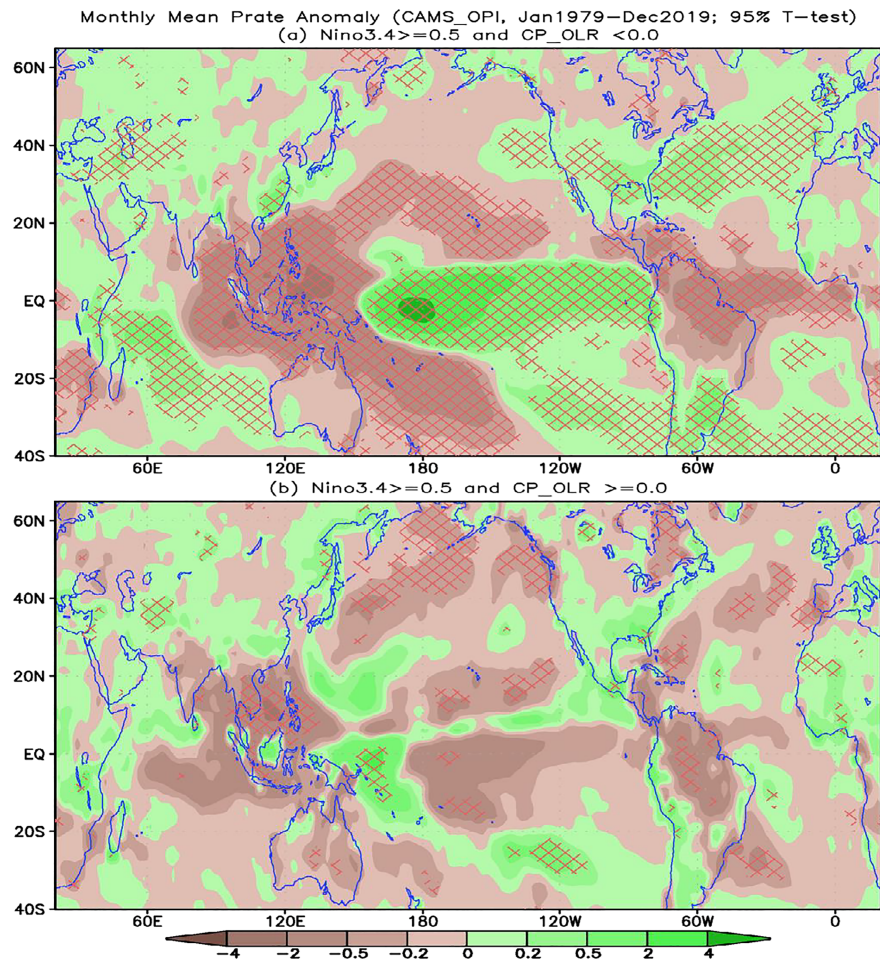 Monthly Mean Prate Anomaly (CAMS_OPI, Jan1979-Dec2019; 95% T-test)
(a) Nino3.4>=0.5 and CP_OLR <0.0
60N
40N
20N
EQ
20S
40S
60E 120E 180 120W 60W 0
(b) Nino3.4>=0.5 and CP_OLR >=0.0
60N
40N
20N
EQ
20S
40S
60E 120E 180 120W 60W 0
-4 -2 -0.5 -0.2 0 0.2 0.5 2 4